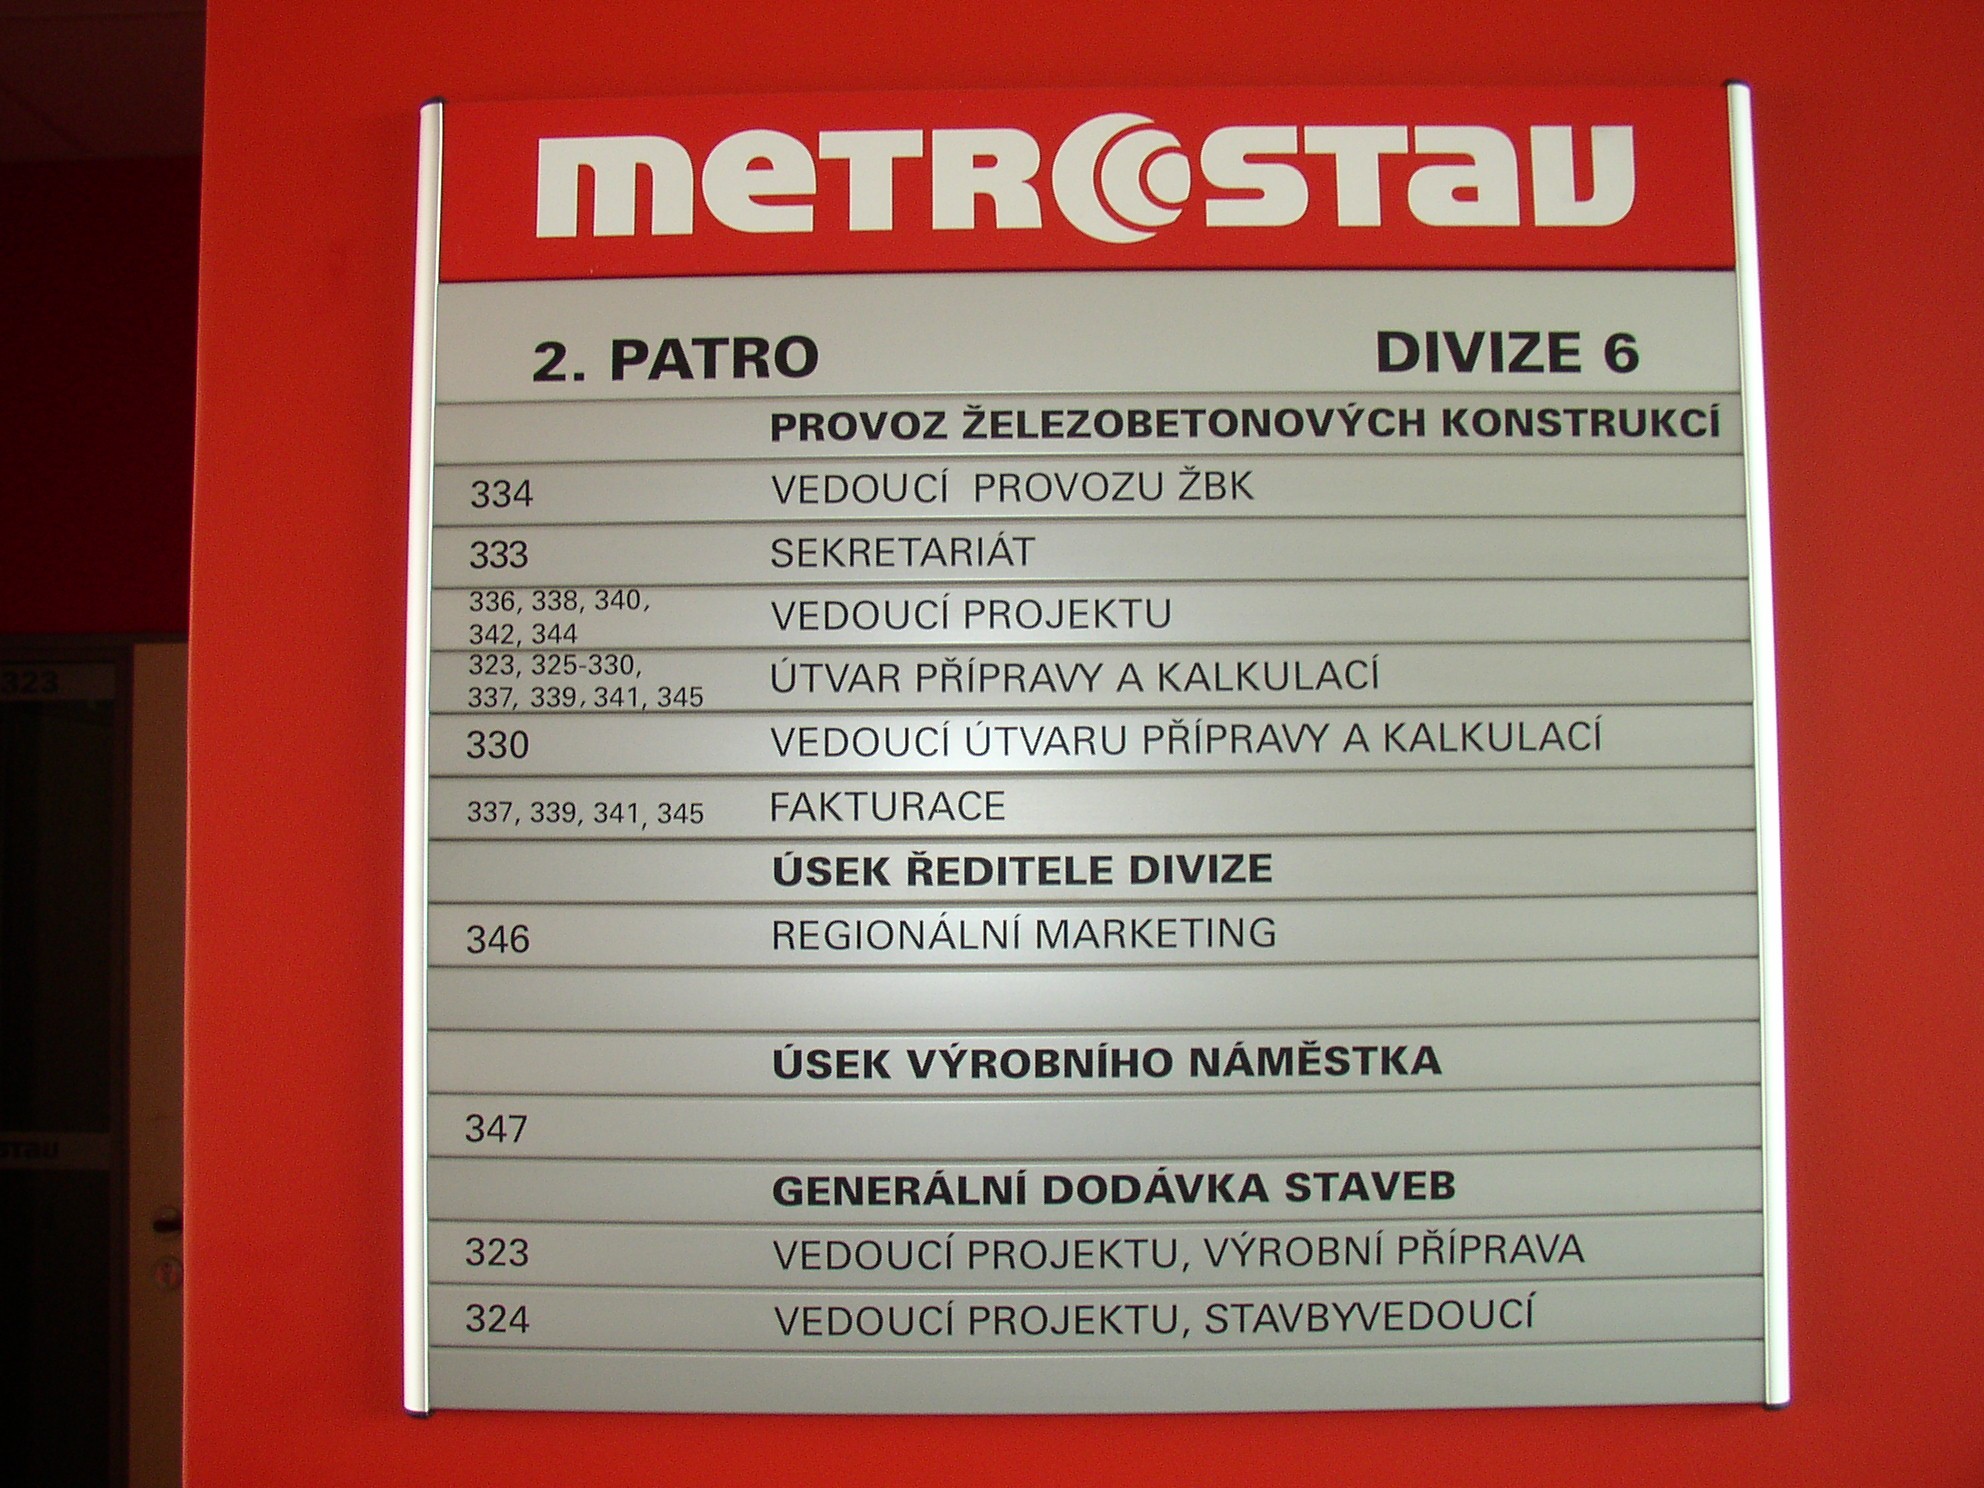 METROSTAV
2. PATRO DIVIZE 6
PROVOZ ŽELEZOBETONOVÝCH KONSTRUKCÍ
334 VEDOUCÍ PROVOZU ŽBK
333 SEKRETARIÁT
336, 338, 340,
342, 344 VEDOUCÍ PROJEKTU
323, 325-330,
337, 339, 341, 345 ÚTVAR PŘÍPRAVY A KALKULACÍ
330 VEDOUCÍ ÚTVARU PŘÍPRAVY A KALKULACÍ
337, 339, 341, 345 FAKTURACE
ÚSEK ŘEDITELE DIVIZE
346 REGIONÁLNÍ MARKETING
ÚSEK VÝROBNÍHO NÁMĚSTKA
347
GENERÁLNÍ DODÁVKA STAVEB
323 VEDOUCÍ PROJEKTU, VÝROBNÍ PŘÍPRAVA
324 VEDOUCÍ PROJEKTU, STAVBYVEDOUCÍ
323